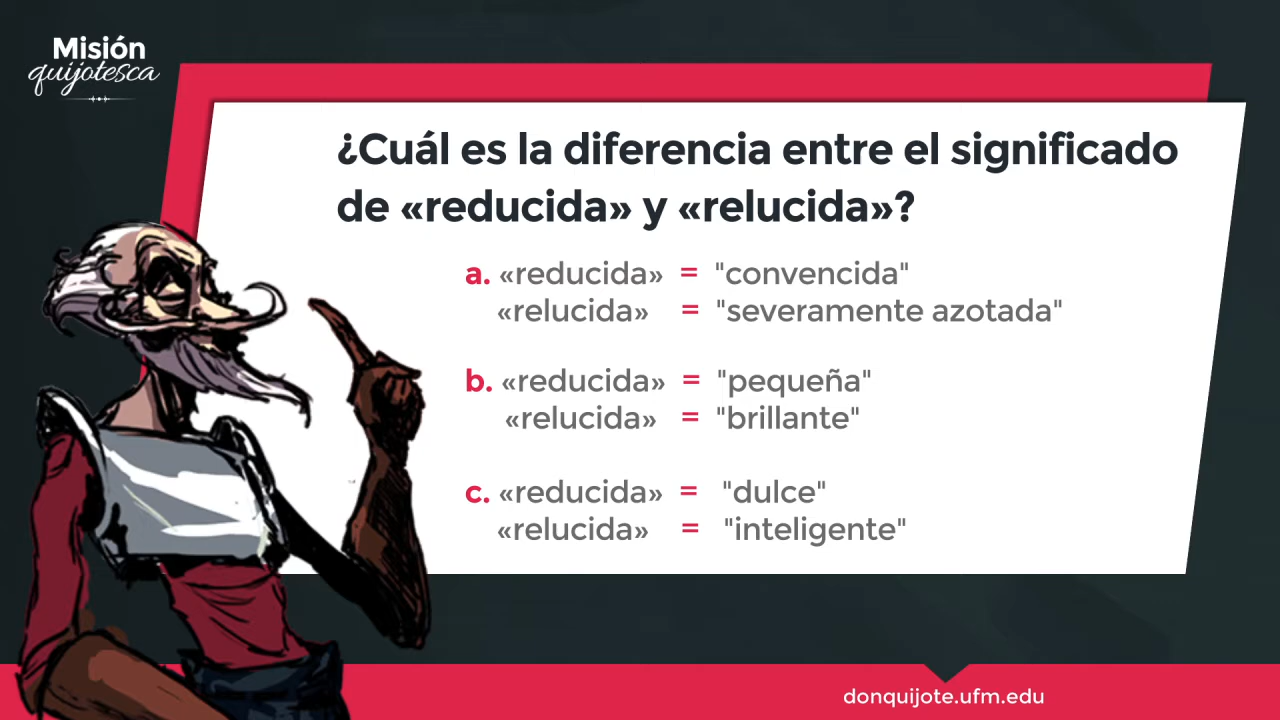 Misión
quijotesca
¿Cuál es la diferencia entre el significado
de «reducida» y «relucida»?
a. «reducida» = "convencida"
«relucida» = "severamente azotada"
b. «reducida» = "pequeña"
«relucida» = "brillante"
c. «reducida» = "dulce"
«relucida» = "inteligente"
donquijote.ufm.edu